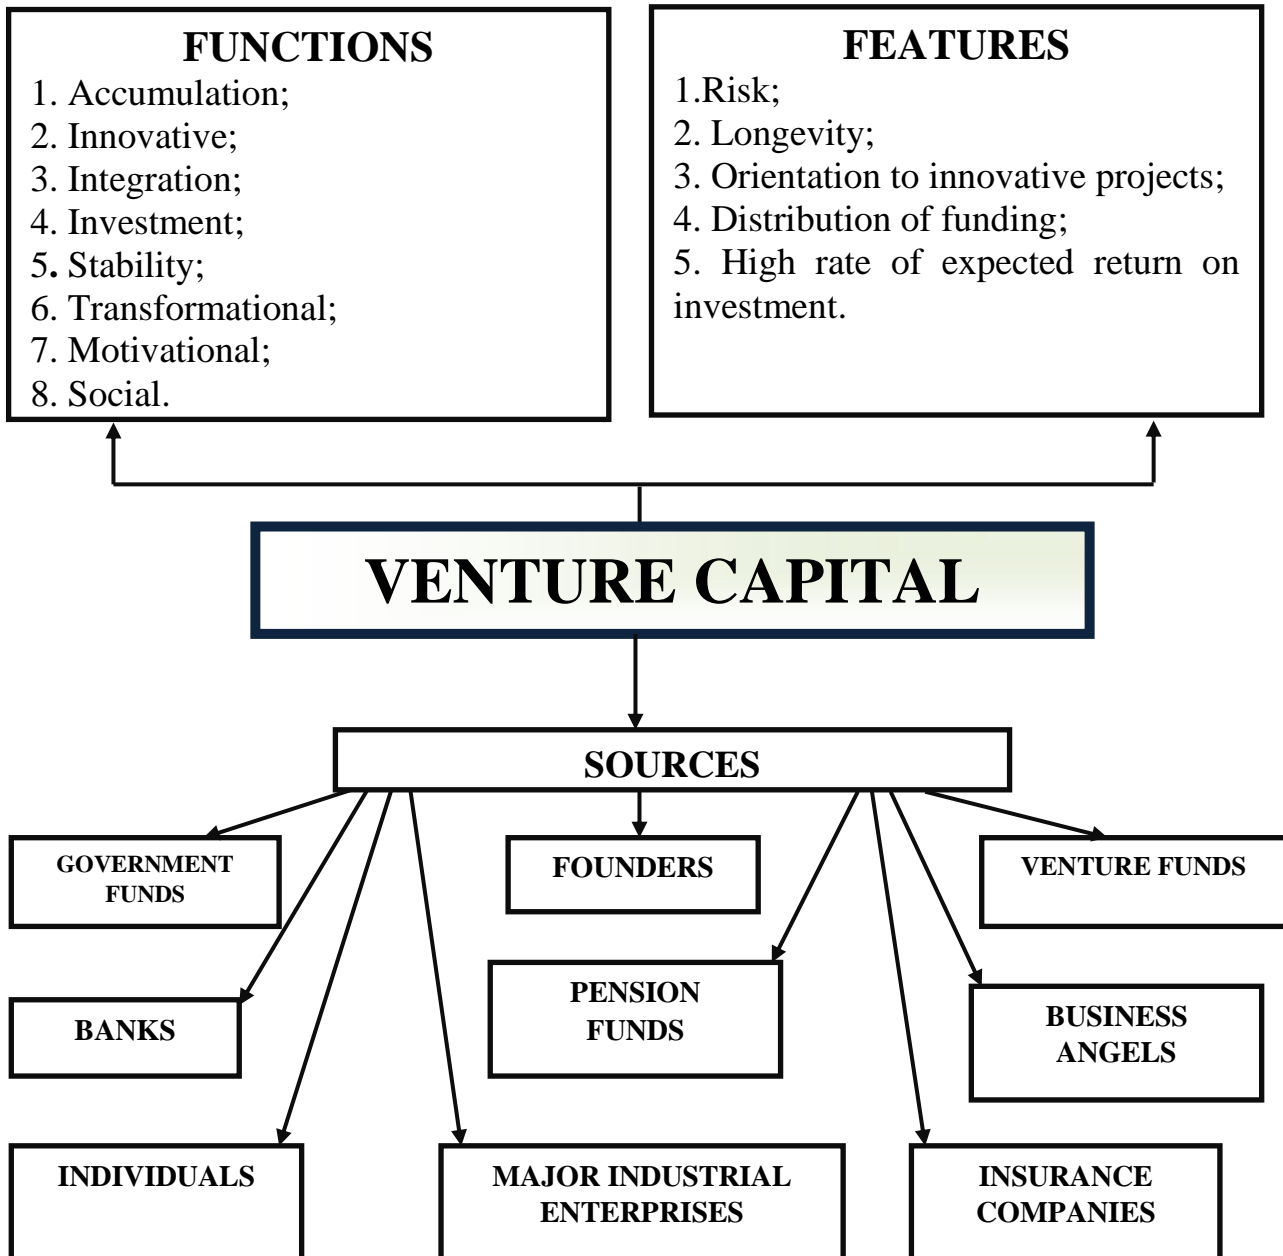 FUNCTIONS
1. Accumulation;
2. Innovative;
3. Integration;
4. Investment;
5. Stability;
6. Transformational;
7. Motivational;
8. Social.
FEATURES
1.Risk;
2. Longevity;
3. Orientation to innovative projects;
4. Distribution of funding;
5. High rate of expected return on
investment.
VENTURE CAPITAL
SOURCES
GOVERNMENT
FUNDS
FOUNDERS
VENTURE FUNDS
BANKS
PENSION
FUNDS
BUSINESS
ANGELS
INDIVIDUALS
MAJOR INDUSTRIAL
ENTERPRISES
INSURANCE
COMPANIES